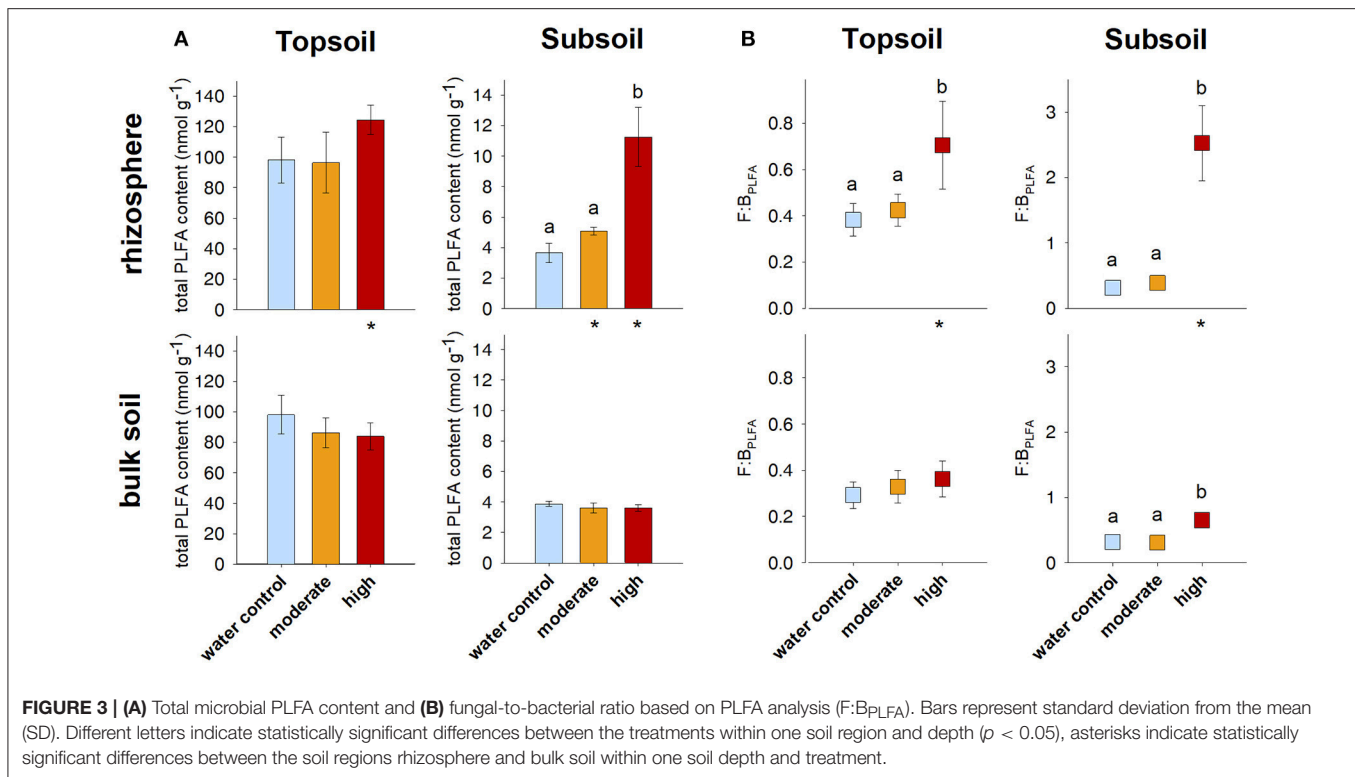 A
Topsoil
Subsoil
B
Topsoil
Subsoil
rhizosphere
total PLFA content (nmol g⁻¹)
140
120
100
80
60
40
20
0
*
total PLFA content (nmol g⁻¹)
14
12
10
8
6
4
2
0
a
a
b
* *
F:B_PLFA
0.8
0.6
0.4
0.2
0.0
a
a
b
*
F:B_PLFA
3
2
1
0
a
a
b
*
bulk soil
total PLFA content (nmol g⁻¹)
140
120
100
80
60
40
20
0
water control
moderate
high
total PLFA content (nmol g⁻¹)
14
12
10
8
6
4
2
0
water control
moderate
high
F:B_PLFA
0.8
0.6
0.4
0.2
0.0
water control
moderate
high
F:B_PLFA
3
2
1
0
a
a
b
water control
moderate
high
FIGURE 3 | (A) Total microbial PLFA content and (B) fungal-to-bacterial ratio based on PLFA analysis (F:B_PLFA). Bars represent standard deviation from the mean
(SD). Different letters indicate statistically significant differences between the treatments within one soil region and depth (p < 0.05), asterisks indicate statistically
significant differences between the soil regions rhizosphere and bulk soil within one soil depth and treatment.